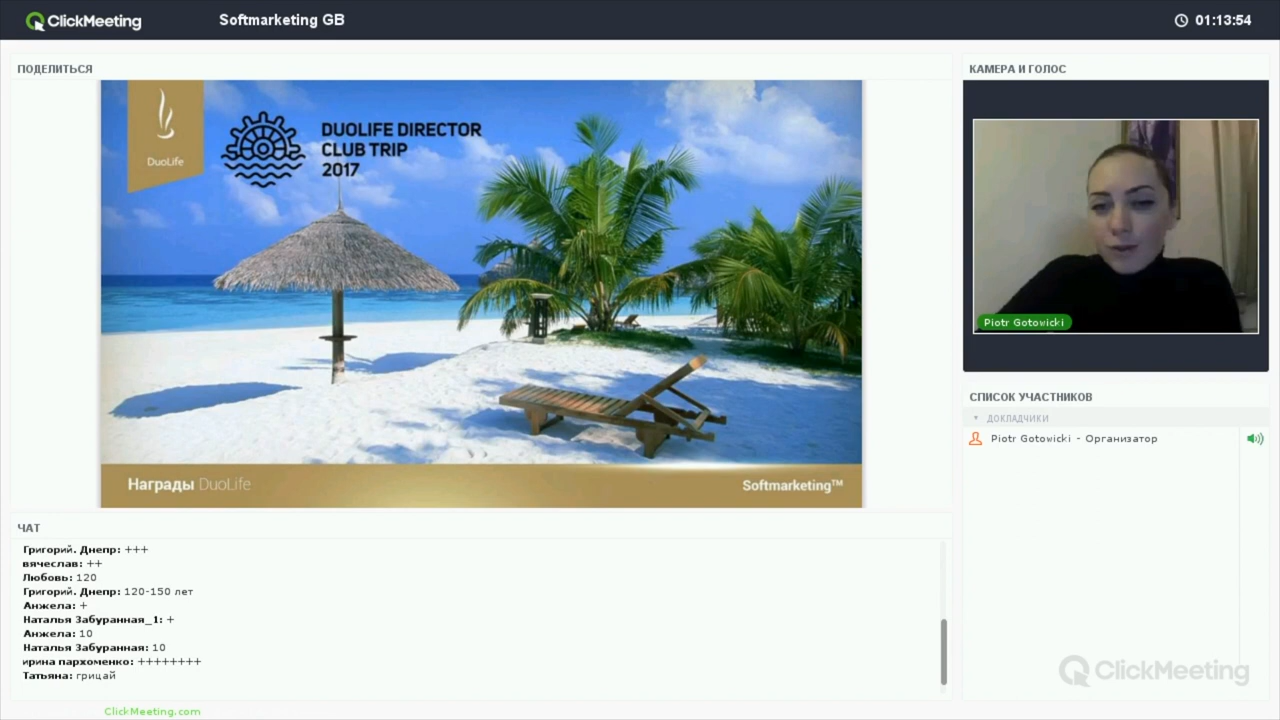 ClickMeeting
Softmarketing GB
01:13:54
ПОДЕЛИТЬСЯ
DuoLife
DUOLIFE DIRECTOR
CLUB TRIP
2017
Награды DuoLife
Softmarketing™
КАМЕРА И ГОЛОС
Piotr Gotowicki
СПИСОК УЧАСТНИКОВ
ДОКЛАДЧИКИ
Piotr Gotowicki - Организатор
ЧАТ
Григорий. Днепр: +++
вячеслав: ++
Любовь: 120
Григорий. Днепр: 120-150 лет
Анжела: +
Наталья Забуранная_1: +
Анжела: 10
Наталья Забуранная: 10
ирина пархоменко: ++++++++
Татьяна: грицай
ClickMeeting
ClickMeeting.com